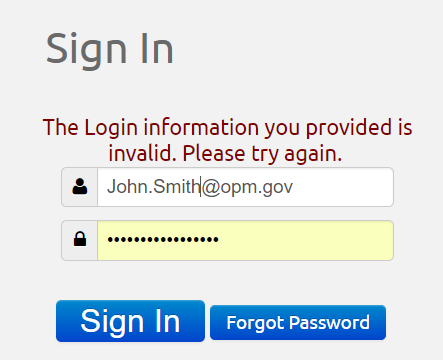 Sign In
The Login information you provided is
invalid. Please try again.
John.Smith@opm.gov
•••••••••••••••••
Sign In
Forgot Password